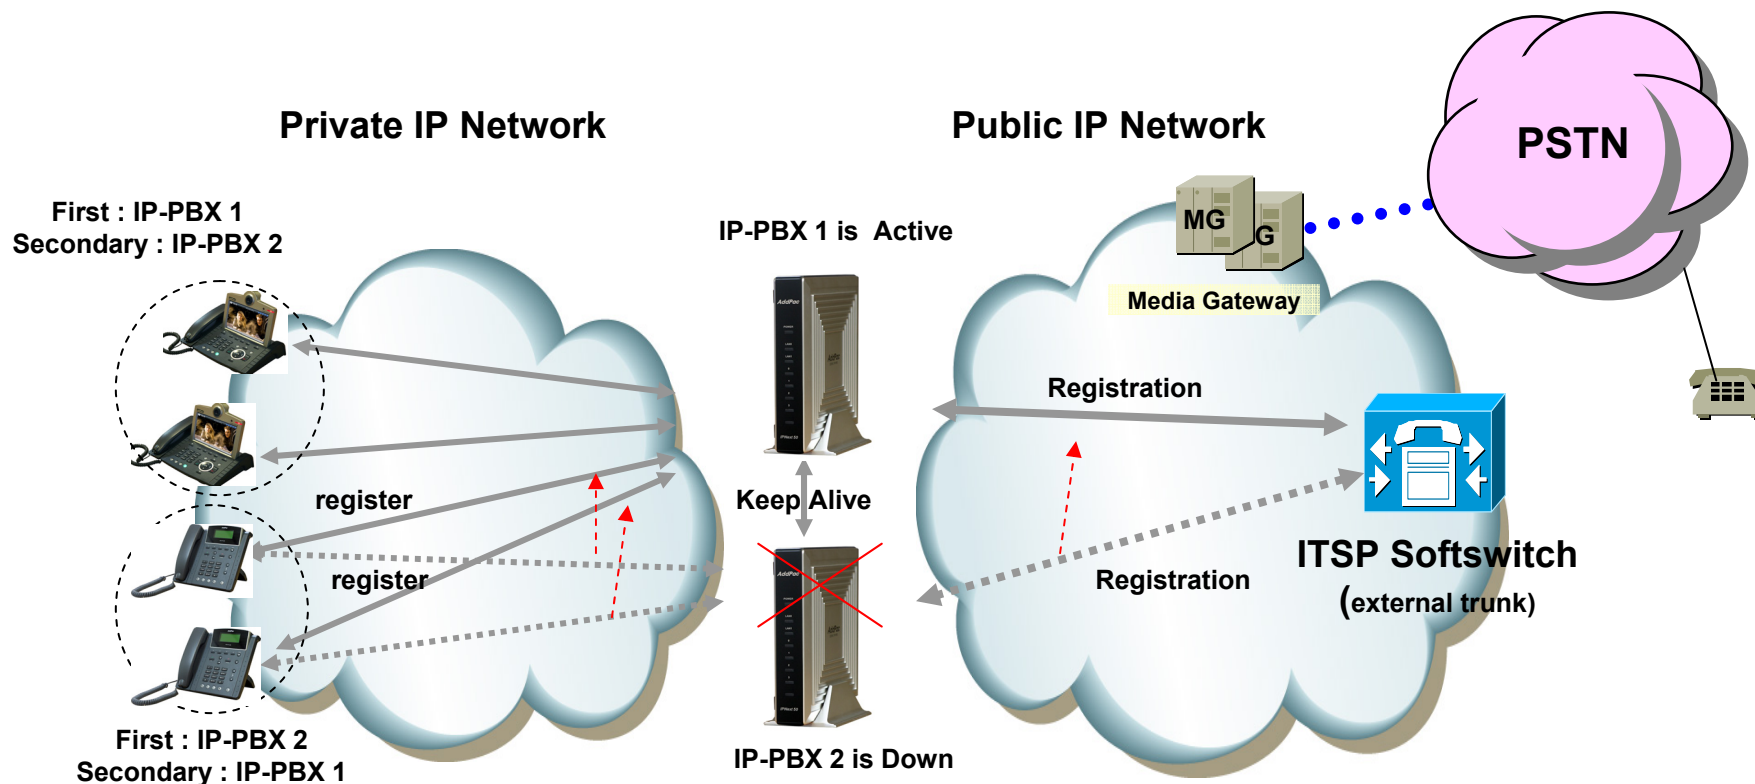 Private IP Network
Public IP Network
PSTN
First : IP-PBX 1
Secondary : IP-PBX 2
IP-PBX 1 is Active
MG
G
Media Gateway
AddPac
Registration
register
Keep Alive
register
AddPac
Registration
ITSP Softswitch
(external trunk)
First : IP-PBX 2
Secondary : IP-PBX 1
IP-PBX 2 is Down